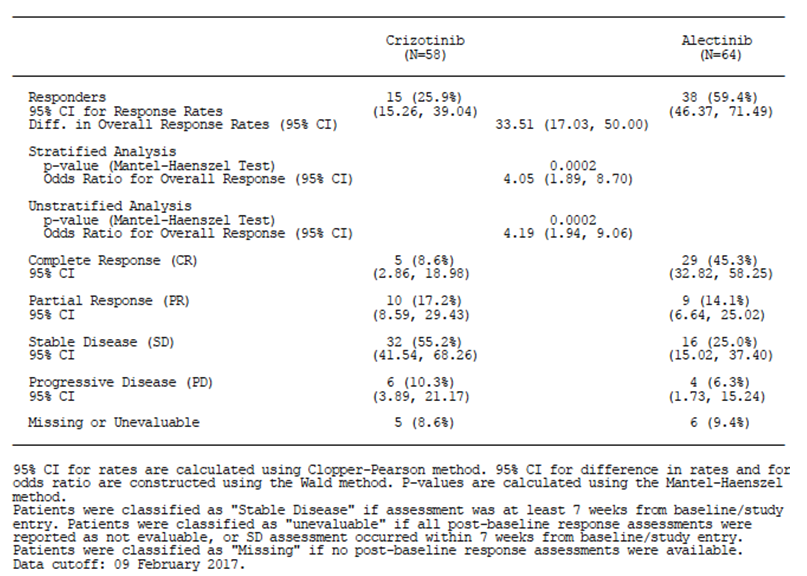 Crizotinib Alectinib
(N=58) (N=64)
Responders 15 (25.9%) 38 (59.4%)
95% CI for Response Rates (15.26, 39.04) (46.37, 71.49)
Diff. in Overall Response Rates (95% CI) 33.51 (17.03, 50.00)
Stratified Analysis
p-value (Mantel-Haenszel Test) 0.0002
Odds Ratio for Overall Response (95% CI) 4.05 (1.89, 8.70)
Unstratified Analysis
p-value (Mantel-Haenszel Test) 0.0002
Odds Ratio for Overall Response (95% CI) 4.19 (1.94, 9.06)
Complete Response (CR) 5 (8.6%) 29 (45.3%)
95% CI (2.86, 18.98) (32.82, 58.25)
Partial Response (PR) 10 (17.2%) 9 (14.1%)
95% CI (8.59, 29.43) (6.64, 25.02)
Stable Disease (SD) 32 (55.2%) 16 (25.0%)
95% CI (41.54, 68.26) (15.02, 37.40)
Progressive Disease (PD) 6 (10.3%) 4 (6.3%)
95% CI (3.89, 21.17) (1.73, 15.24)
Missing or Unevaluable 5 (8.6%) 6 (9.4%)
95% CI for rates are calculated using Clopper-Pearson method. 95% CI for difference in rates and for
odds ratio are constructed using the Wald method. P-values are calculated using the Mantel-Haenszel
method.
Patients were classified as "Stable Disease" if assessment was at least 7 weeks from baseline/study
entry. Patients were classified as "unevaluable" if all post-baseline response assessments were
reported as not evaluable, or SD assessment occurred within 7 weeks from baseline/study entry.
Patients were classified as "Missing" if no post-baseline response assessments were available.
Data cutoff: 09 February 2017.